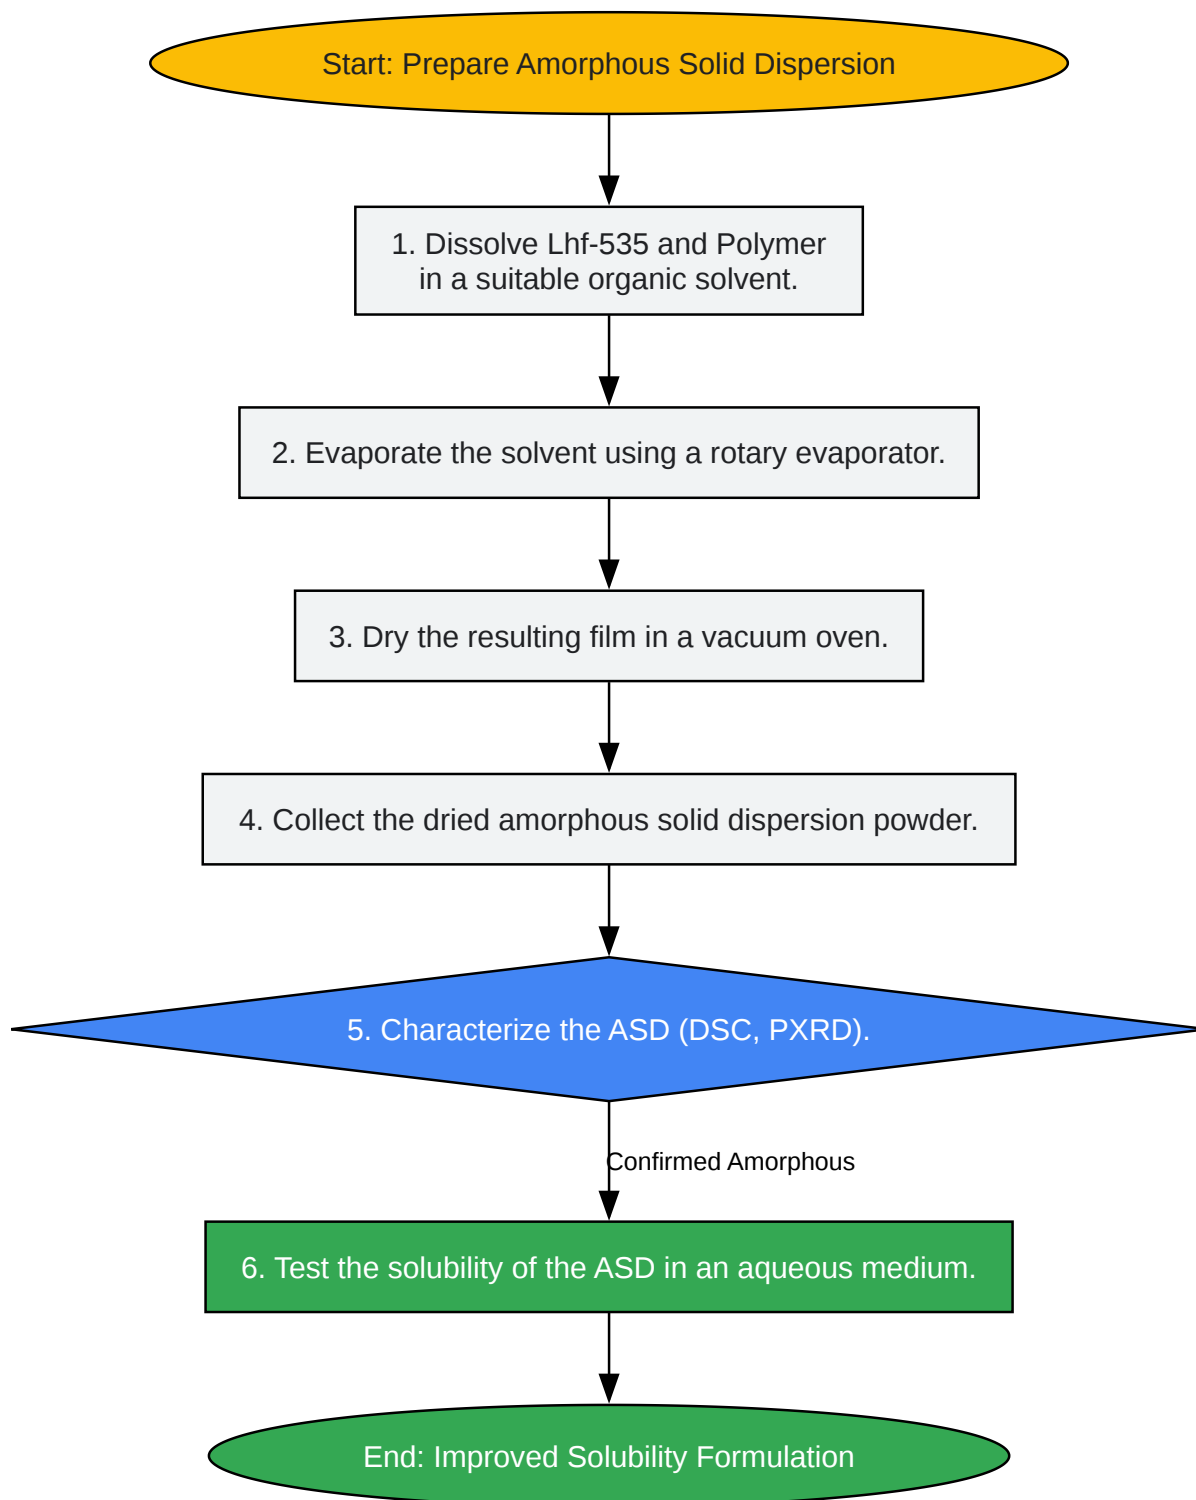 Start: Prepare Amorphous Solid Dispersion
1. Dissolve Lhf-535 and Polymer
in a suitable organic solvent.
2. Evaporate the solvent using a rotary evaporator.
3. Dry the resulting film in a vacuum oven.
4. Collect the dried amorphous solid dispersion powder.
5. Characterize the ASD (DSC, PXRD).
Confirmed Amorphous
6. Test the solubility of the ASD in an aqueous medium.
End: Improved Solubility Formulation